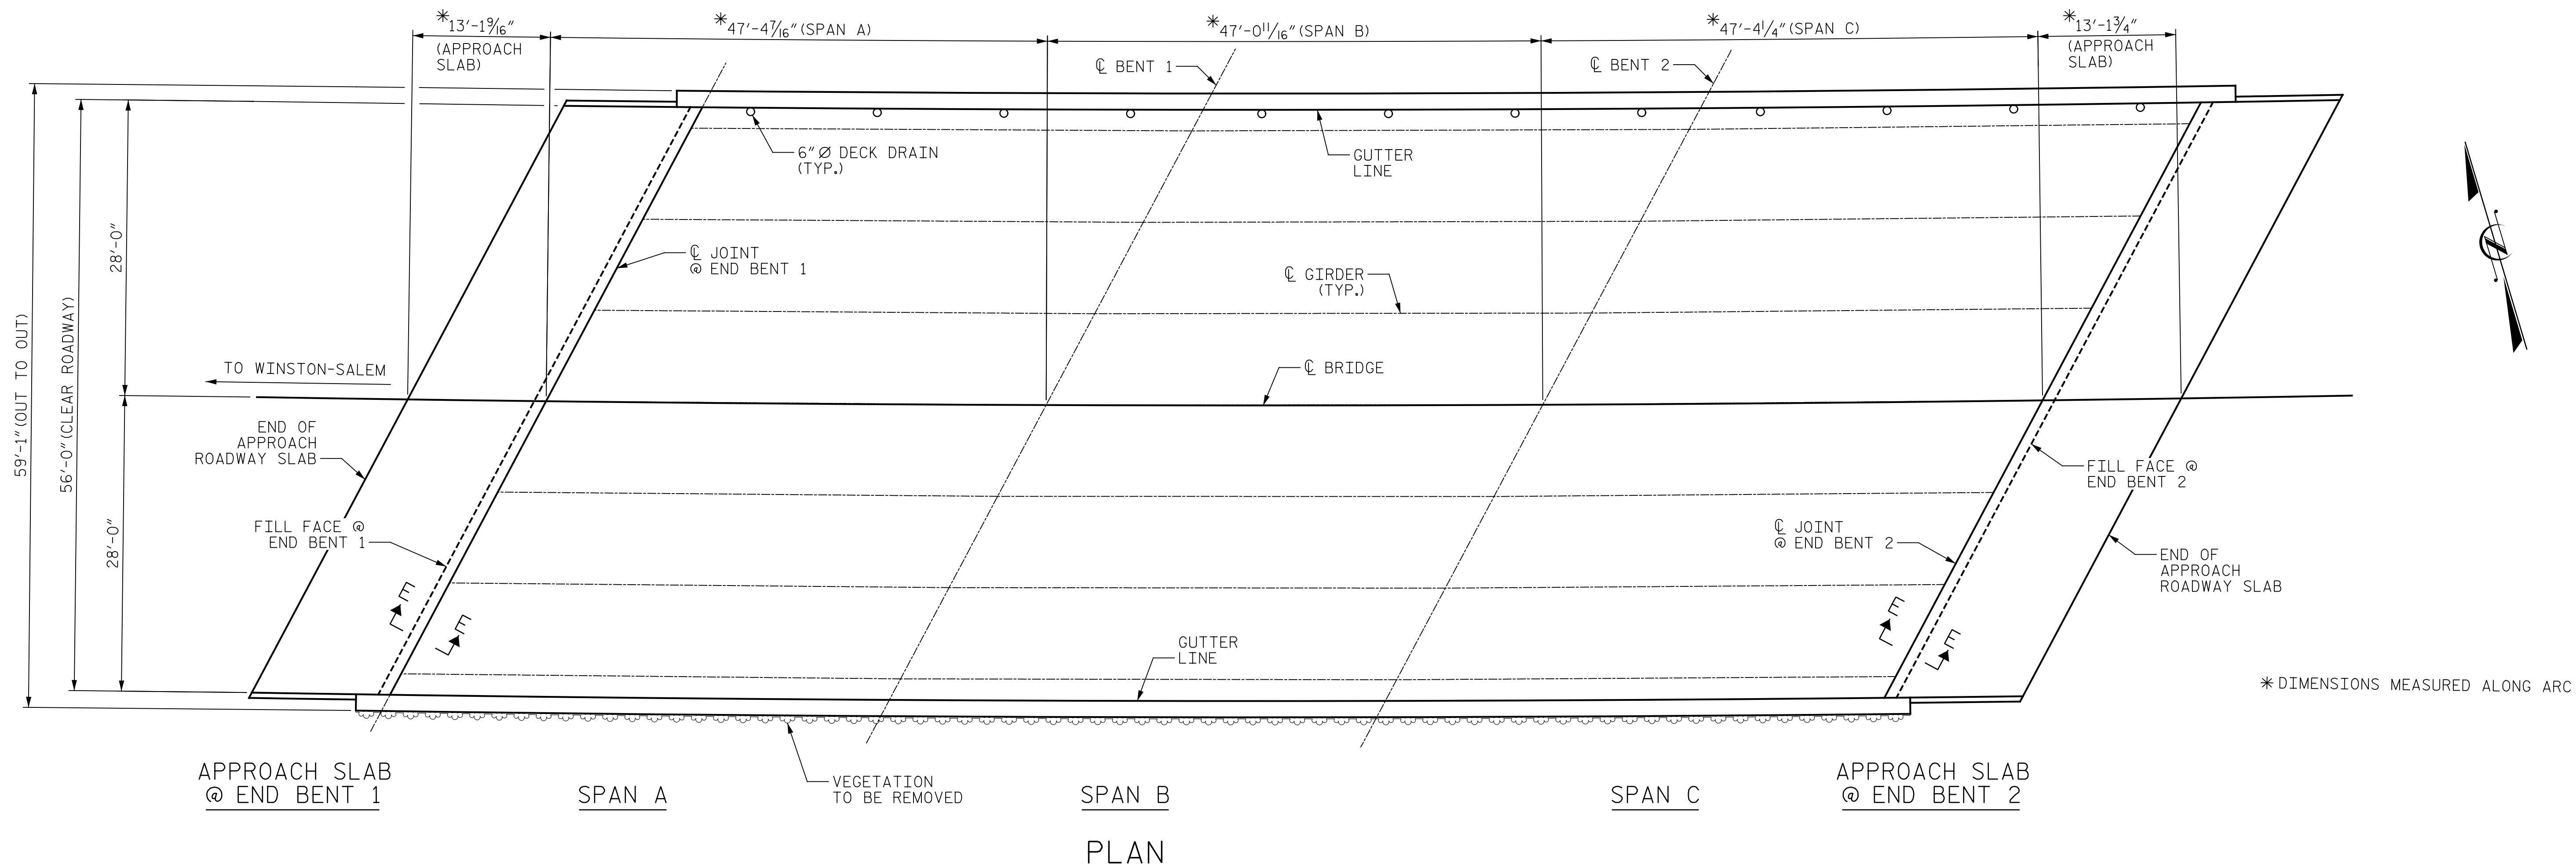 *13'-1 9/16"
(APPROACH
SLAB)
*47'-4 7/16" (SPAN A)
*47'-0 11/16" (SPAN B)
*47'-4 1/4" (SPAN C)
*13'-1 3/4"
(APPROACH
SLAB)
℄ BENT 1
℄ BENT 2
6" Ø DECK DRAIN
(TYP.)
GUTTER
LINE
28'-0"
℄ JOINT
@ END BENT 1
℄ GIRDER
(TYP.)
59'-1" (OUT TO OUT)
56'-0" (CLEAR ROADWAY)
TO WINSTON-SALEM
℄ BRIDGE
END OF
APPROACH
ROADWAY SLAB
FILL FACE @
END BENT 2
28'-0"
FILL FACE @
END BENT 1
℄ JOINT
@ END BENT 2
END OF
APPROACH
ROADWAY SLAB
E
E
E
E
GUTTER
LINE
* DIMENSIONS MEASURED ALONG ARC
APPROACH SLAB
@ END BENT 1
SPAN A
VEGETATION
TO BE REMOVED
SPAN B
SPAN C
APPROACH SLAB
@ END BENT 2
PLAN